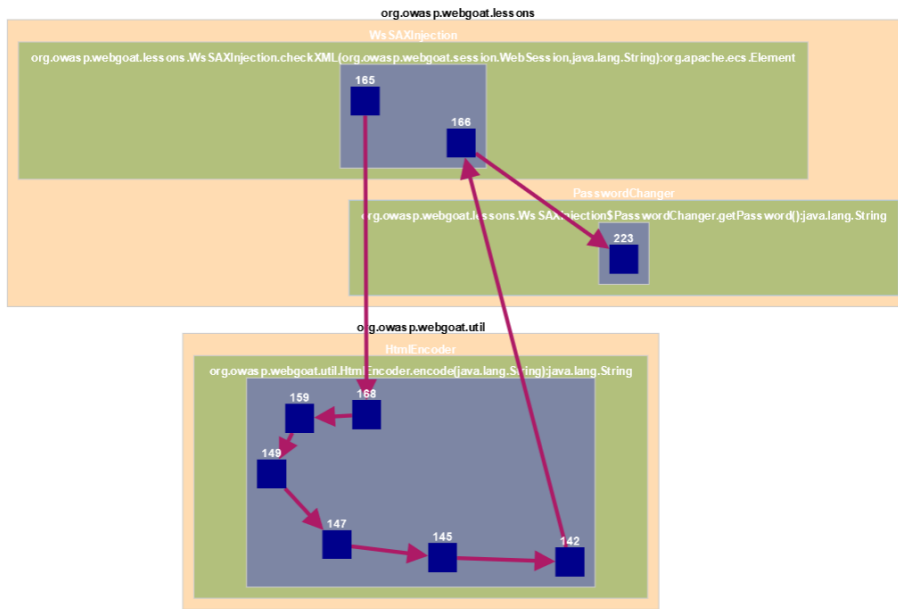 org.owasp.webgoat.lessons
WsSAXInjection
org.owasp.webgoat.lessons.WsSAXInjection.checkXML(org.owasp.webgoat.session.WebSession,java.lang.String):org.apache.ecs.Element
165
166
PasswordChanger
org.owasp.webgoat.lessons.WsSAXInjection$PasswordChanger.getPassword():java.lang.String
223
org.owasp.webgoat.util
HtmlEncoder
org.owasp.webgoat.util.HtmlEncoder.encode(java.lang.String):java.lang.String
159
168
149
147
145
142